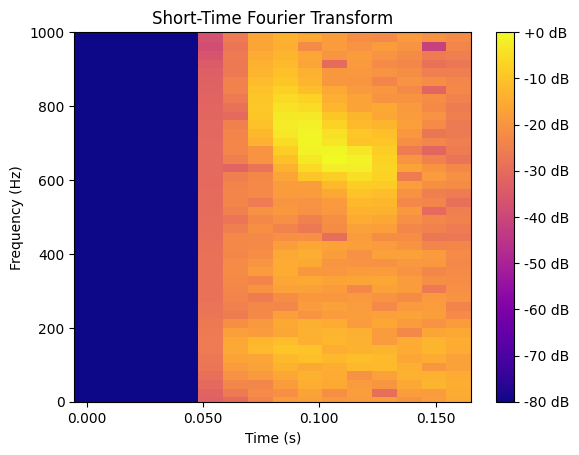 Short-Time Fourier Transform
Frequency (Hz)
1000
800
600
400
200
0
0.000 0.050 0.100 0.150
Time (s)
+0 dB
-10 dB
-20 dB
-30 dB
-40 dB
-50 dB
-60 dB
-70 dB
-80 dB